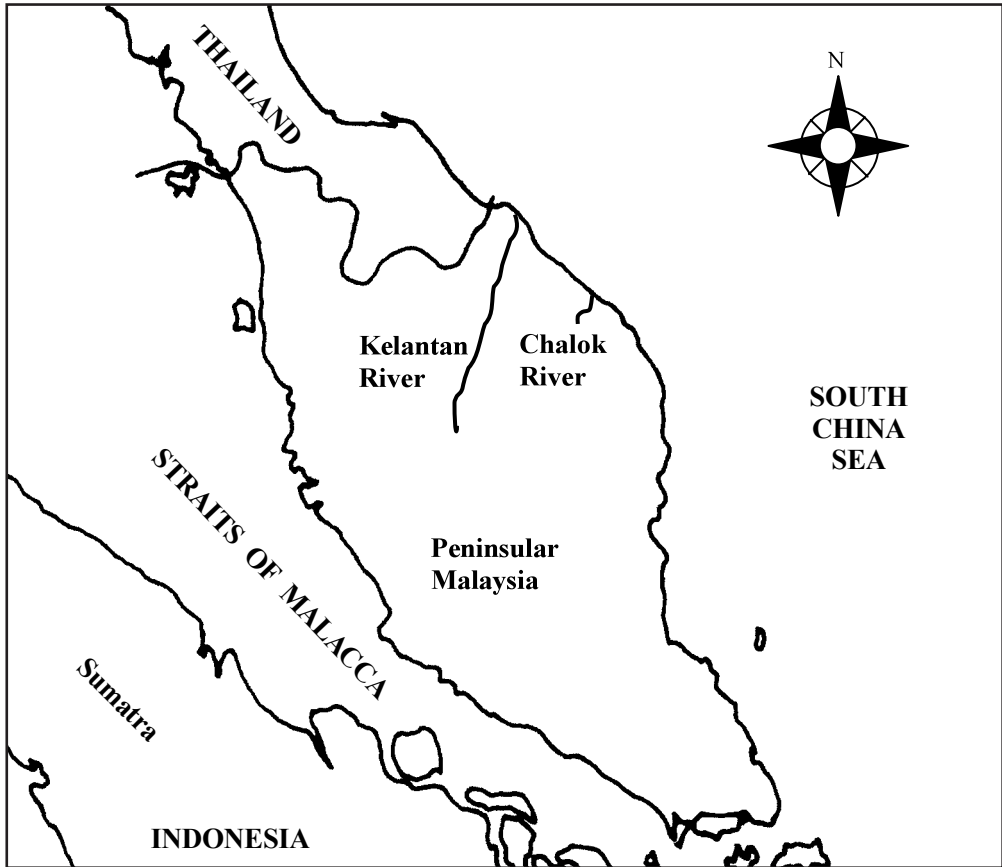 THAILAND
N
Kelantan
River
Chalok
River
SOUTH
CHINA
SEA
STRAITS OF MALACCA
Peninsular
Malaysia
Sumatra
INDONESIA